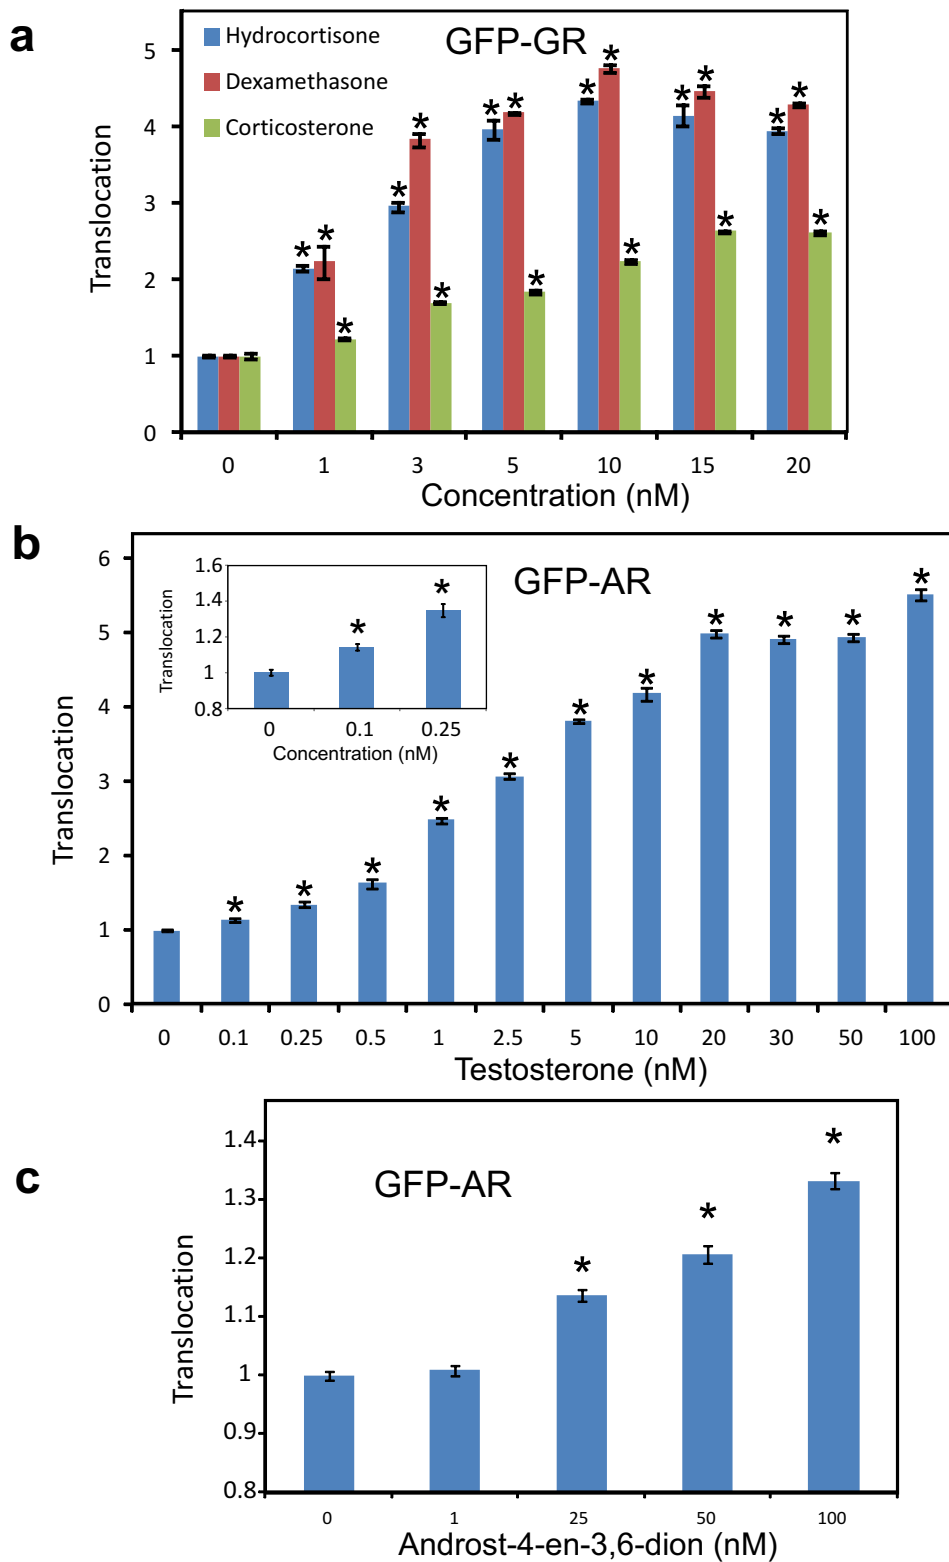 a
GFP-GR
Hydrocortisone
Dexamethasone
Corticosterone
Translocation
5
4
3
2
1
0
* * * * * * * * * * * * * * * * * *
0 1 3 5 10 15 20
Concentration (nM)
b
GFP-AR
Translocation
6
5
4
3
2
1
0
* * * * * * * * * * *
0 0.1 0.25 0.5 1 2.5 5 10 20 30 50 100
Testosterone (nM)
Translocation
1.6
1.4
1.2
1
0.8
* *
0 0.1 0.25
Concentration (nM)
c
GFP-AR
Translocation
1.4
1.3
1.2
1.1
1
0.9
0.8
* * *
0 1 25 50 100
Androst-4-en-3,6-dion (nM)